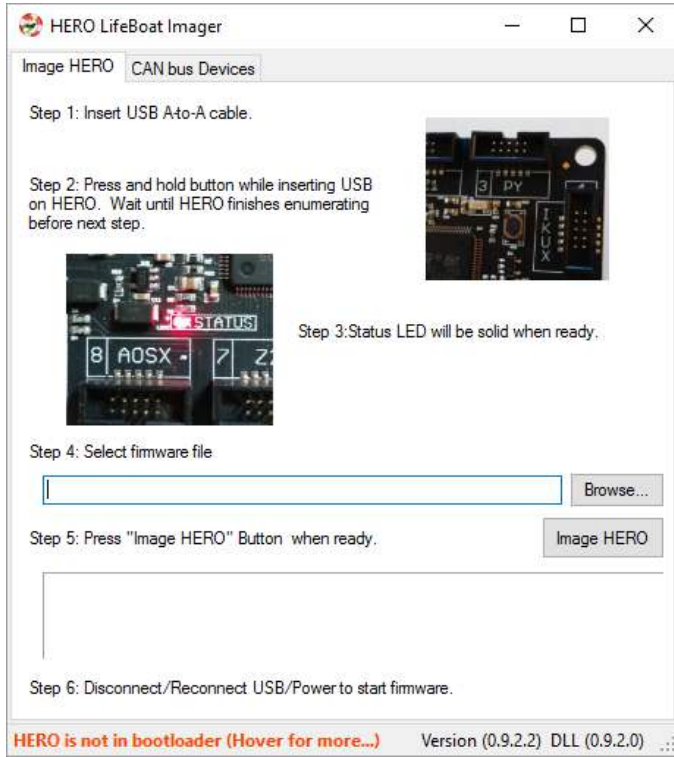 HERO LifeBoat Imager
Image HERO
CAN bus Devices
Step 1: Insert USB A-to-A cable.
Step 2: Press and hold button while inserting USB
on HERO. Wait until HERO finishes enumerating
before next step.
3 PY
IKUX
STATUS
8 AOSX
7
Step 3:Status LED will be solid when ready.
Step 4: Select firmware file
Browse...
Step 5: Press "Image HERO" Button when ready.
Image HERO
Step 6: Disconnect/Reconnect USB/Power to start firmware.
HERO is not in bootloader (Hover for more...)
Version (0.9.2.2) DLL (0.9.2.0)